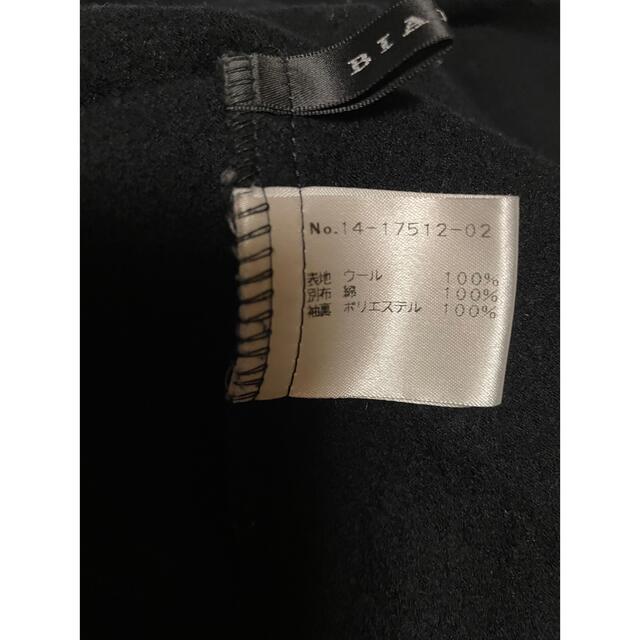 BIA
No.14-17512-02
表地 ウール 100%
別布 綿 100%
袖裏 ポリエステル 100%